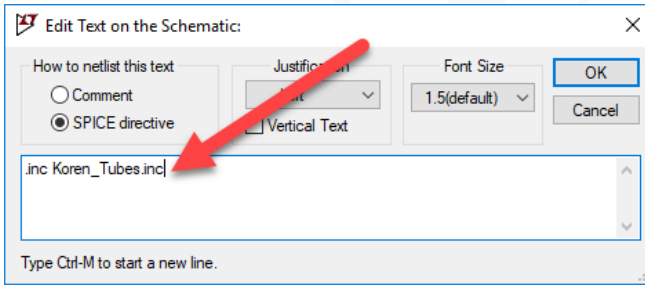 Edit Text on the Schematic:
How to netlist this text
Justification
Font Size
OK
Comment
1.5(default)
Cancel
SPICE directive
Vertical Text
.inc Koren_Tubes.inc
Type Ctrl-M to start a new line.